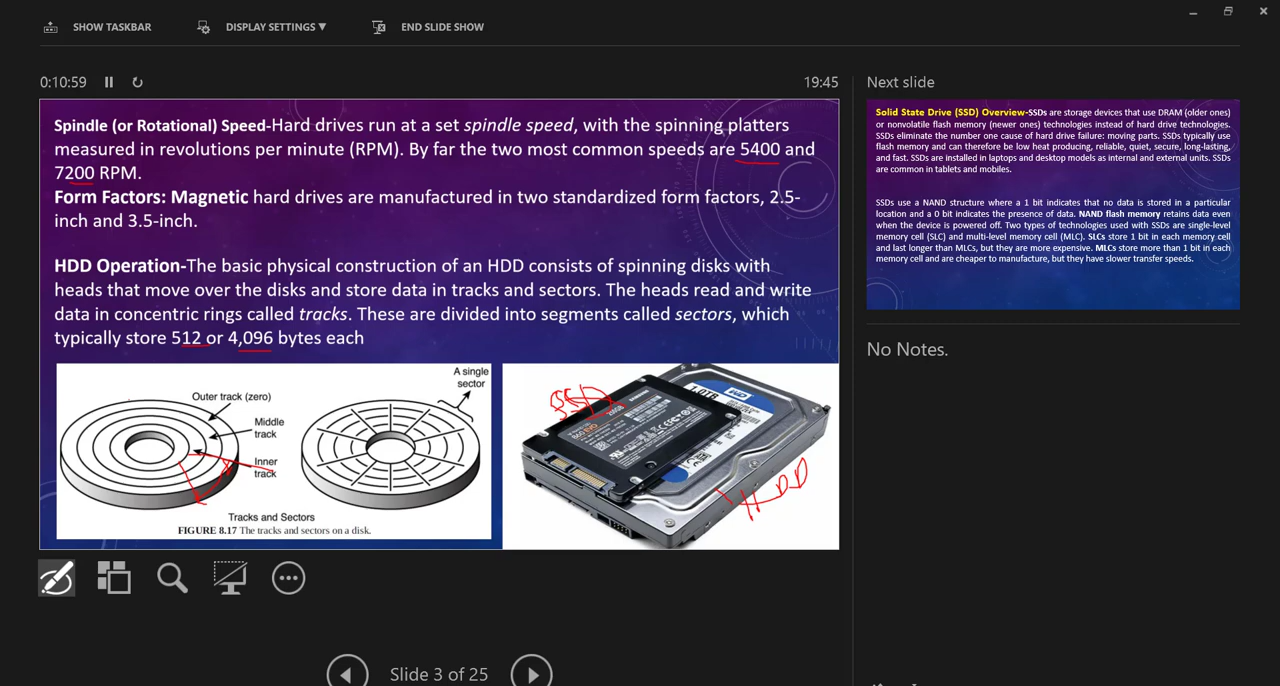 SHOW TASKBAR
DISPLAY SETTINGS ▼
END SLIDE SHOW
0:10:59
19:45
Spindle (or Rotational) Speed-Hard drives run at a set spindle speed, with the spinning platters
measured in revolutions per minute (RPM). By far the two most common speeds are 5400 and
7200 RPM.
Form Factors: Magnetic hard drives are manufactured in two standardized form factors, 2.5-
inch and 3.5-inch.
HDD Operation-The basic physical construction of an HDD consists of spinning disks with
heads that move over the disks and store data in tracks and sectors. The heads read and write
data in concentric rings called tracks. These are divided into segments called sectors, which
typically store 512 or 4,096 bytes each
A single
sector
Outer track (zero)
Middle
track
Inner
track
Tracks and Sectors
FIGURE 8.17 The tracks and sectors on a disk.
SSD
WD
1.0TB
HDD
Slide 3 of 25
Next slide
Solid State Drive (SSD) Overview-SSDs are storage devices that use DRAM (older ones)
or nonvolatile flash memory (newer ones) technologies instead of hard drive technologies.
SSDs eliminate the number one cause of hard drive failure: moving parts. SSDs typically use
flash memory and can therefore be low heat producing, reliable, quiet, secure, long-lasting,
and fast. SSDs are installed in laptops and desktop models as internal and external units. SSDs
are common in tablets and mobiles.
SSDs use a NAND structure where a 1 bit indicates that no data is stored in a particular
location and a 0 bit indicates the presence of data. NAND flash memory retains data even
when the device is powered off. Two types of technologies used with SSDs are single-level
memory cell (SLC) and multi-level memory cell (MLC). SLCs store 1 bit in each memory cell
and last longer than MLCs, but they are more expensive. MLCs store more than 1 bit in each
memory cell and are cheaper to manufacture, but they have slower transfer speeds.
No Notes.